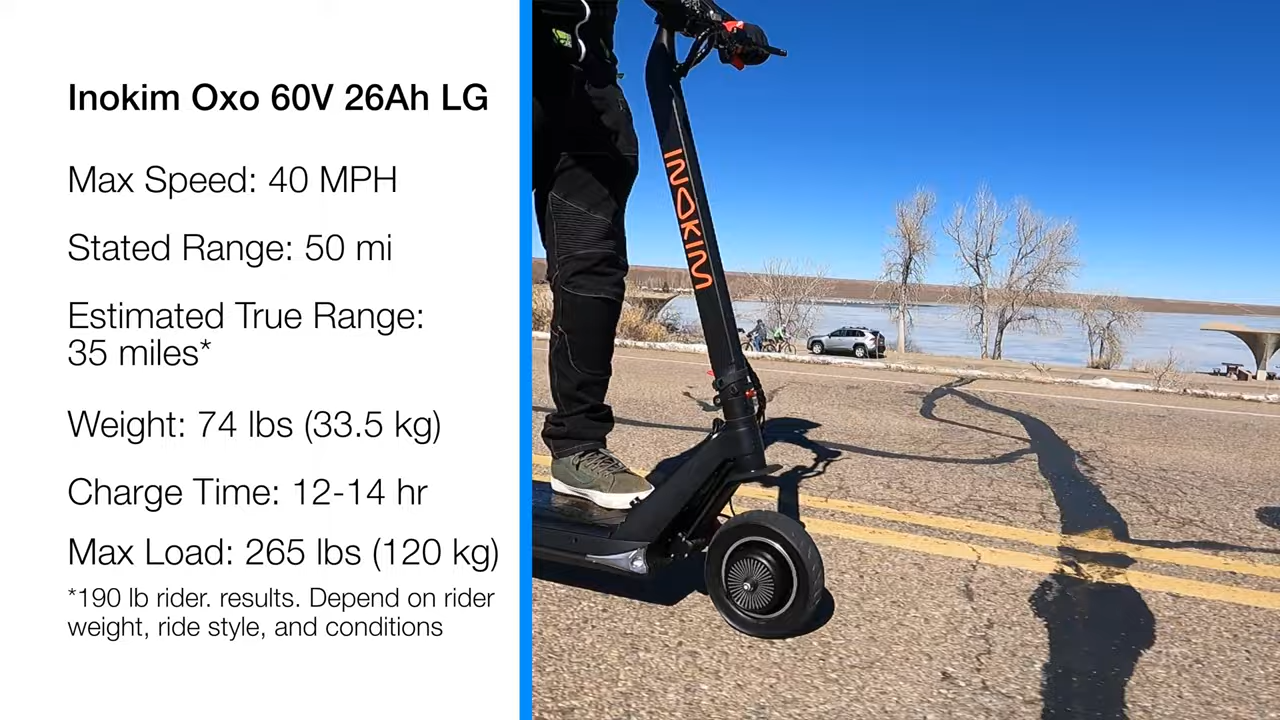 Inokim Oxo 60V 26Ah LG
Max Speed: 40 MPH
Stated Range: 50 mi
Estimated True Range:
35 miles*
Weight: 74 lbs (33.5 kg)
Charge Time: 12-14 hr
Max Load: 265 lbs (120 kg)
*190 lb rider. results. Depend on rider
weight, ride style, and conditions
INOKIM